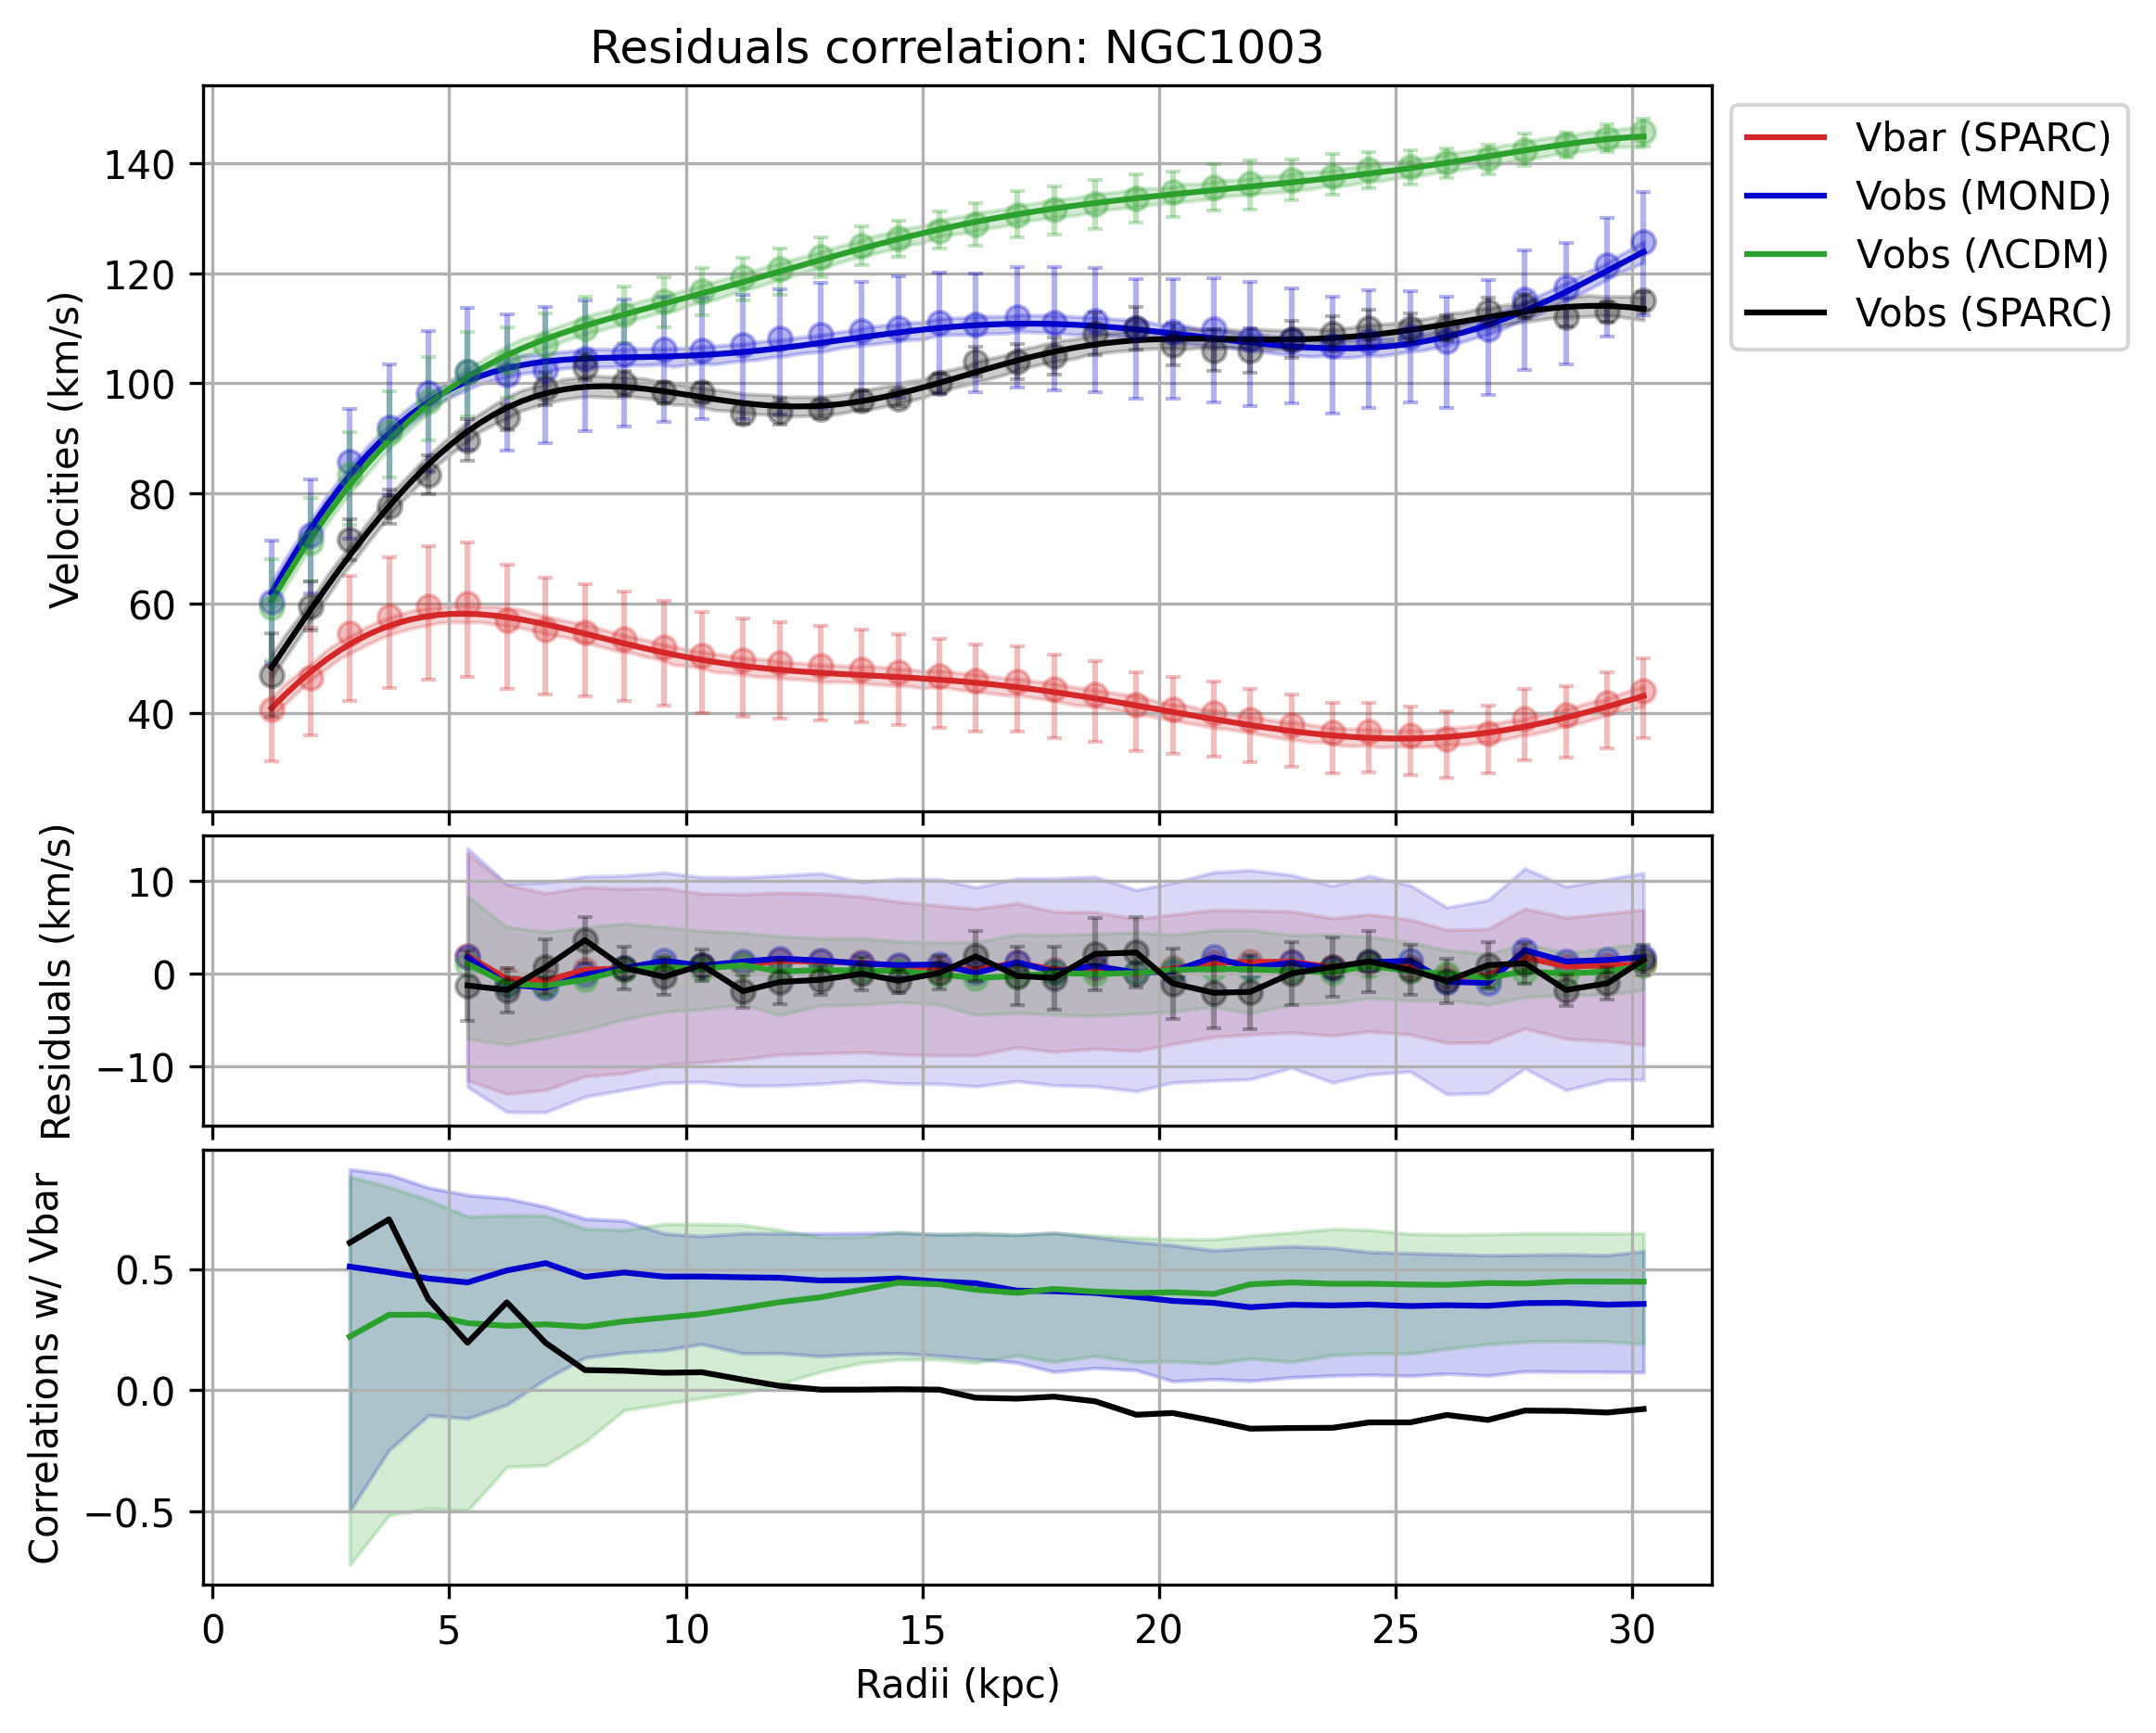 Residuals correlation: NGC1003
Velocities (km/s)
140
120
100
80
60
40
Vbar (SPARC)
Vobs (MOND)
Vobs (ΛCDM)
Vobs (SPARC)
Residuals (km/s)
10
0
−10
Correlations w/ Vbar
0.5
0.0
−0.5
0 5 10 15 20 25 30
Radii (kpc)